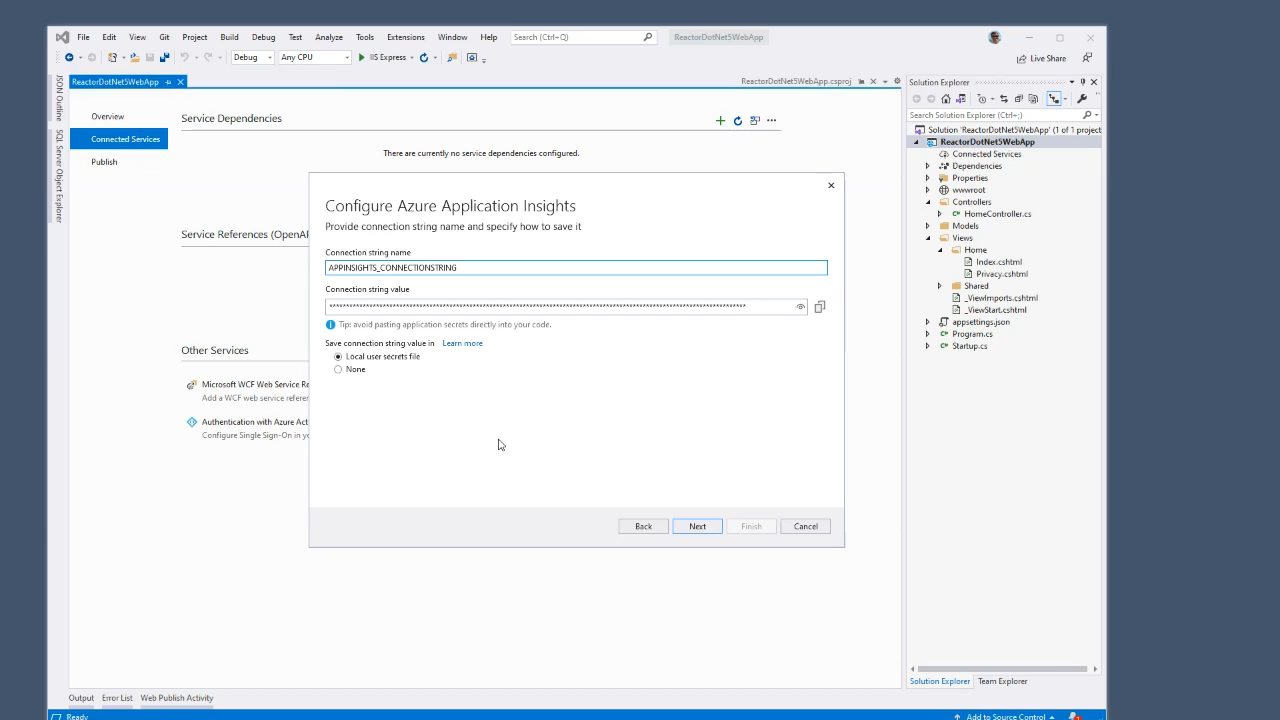 File Edit View Git Project Build Debug Test Analyze Tools Extensions Window Help Search (Ctrl+Q) ReactorDotNet5WebApp
Debug Any CPU IIS Express Live Share
JSON Outline
SQL Server Object Explorer
ReactorDotNet5WebApp ReactorDotNet5WebApp.csproj
Overview
Connected Services
Publish
Service Dependencies
There are currently no service dependencies configured.
Service References (OpenAP
Other Services
Microsoft WCF Web Service Re
Add a WCF web service referen
Authentication with Azure Act
Configure Single Sign-On in yo
Configure Azure Application Insights
Provide connection string name and specify how to save it
Connection string name
APPINSIGHTS_CONNECTIONSTRING
Connection string value
Tip: avoid pasting application secrets directly into your code.
Save connection string value in Learn more
Local user secrets file
None
Back Next Finish Cancel
Solution Explorer
Search Solution Explorer (Ctrl+;)
Solution 'ReactorDotNet5WebApp' (1 of 1 project
ReactorDotNet5WebApp
Connected Services
Dependencies
Properties
wwwroot
Controllers
HomeController.cs
Models
Views
Home
Index.cshtml
Privacy.cshtml
Shared
_ViewImports.cshtml
_ViewStart.cshtml
appsettings.json
Program.cs
Startup.cs
Solution Explorer Team Explorer
Output Error List Web Publish Activity
Ready Add to Source Control